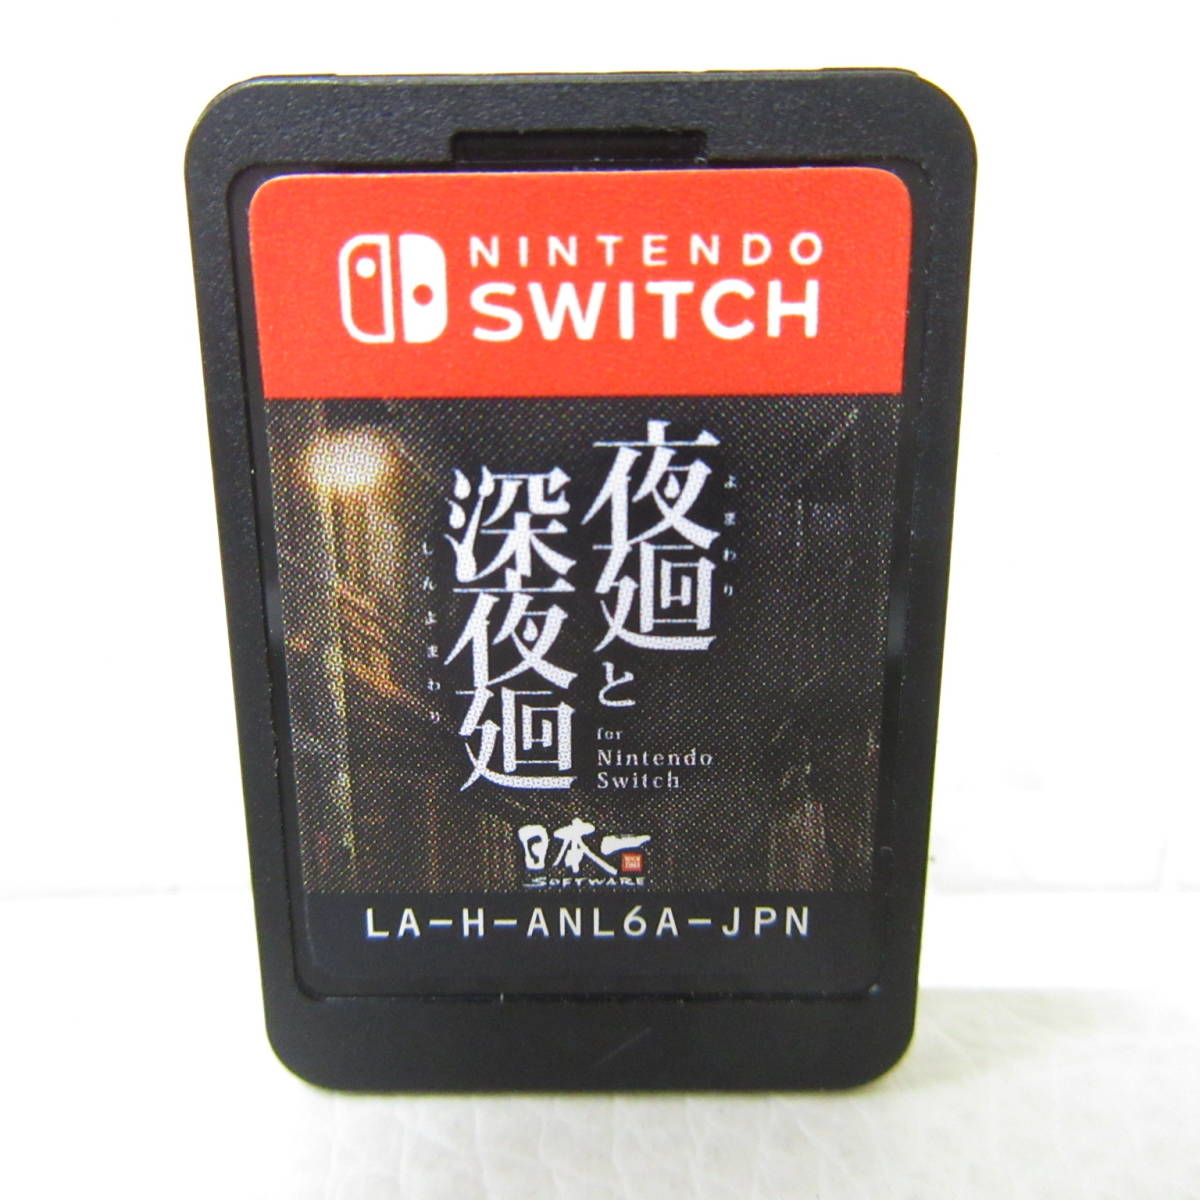 NINTENDO
SWITCH
夜廻と
よまわり
深夜廻
しんよまわり
for
Nintendo
Switch
日本一
SOFTWARE
LA-H-ANL6A-JPN